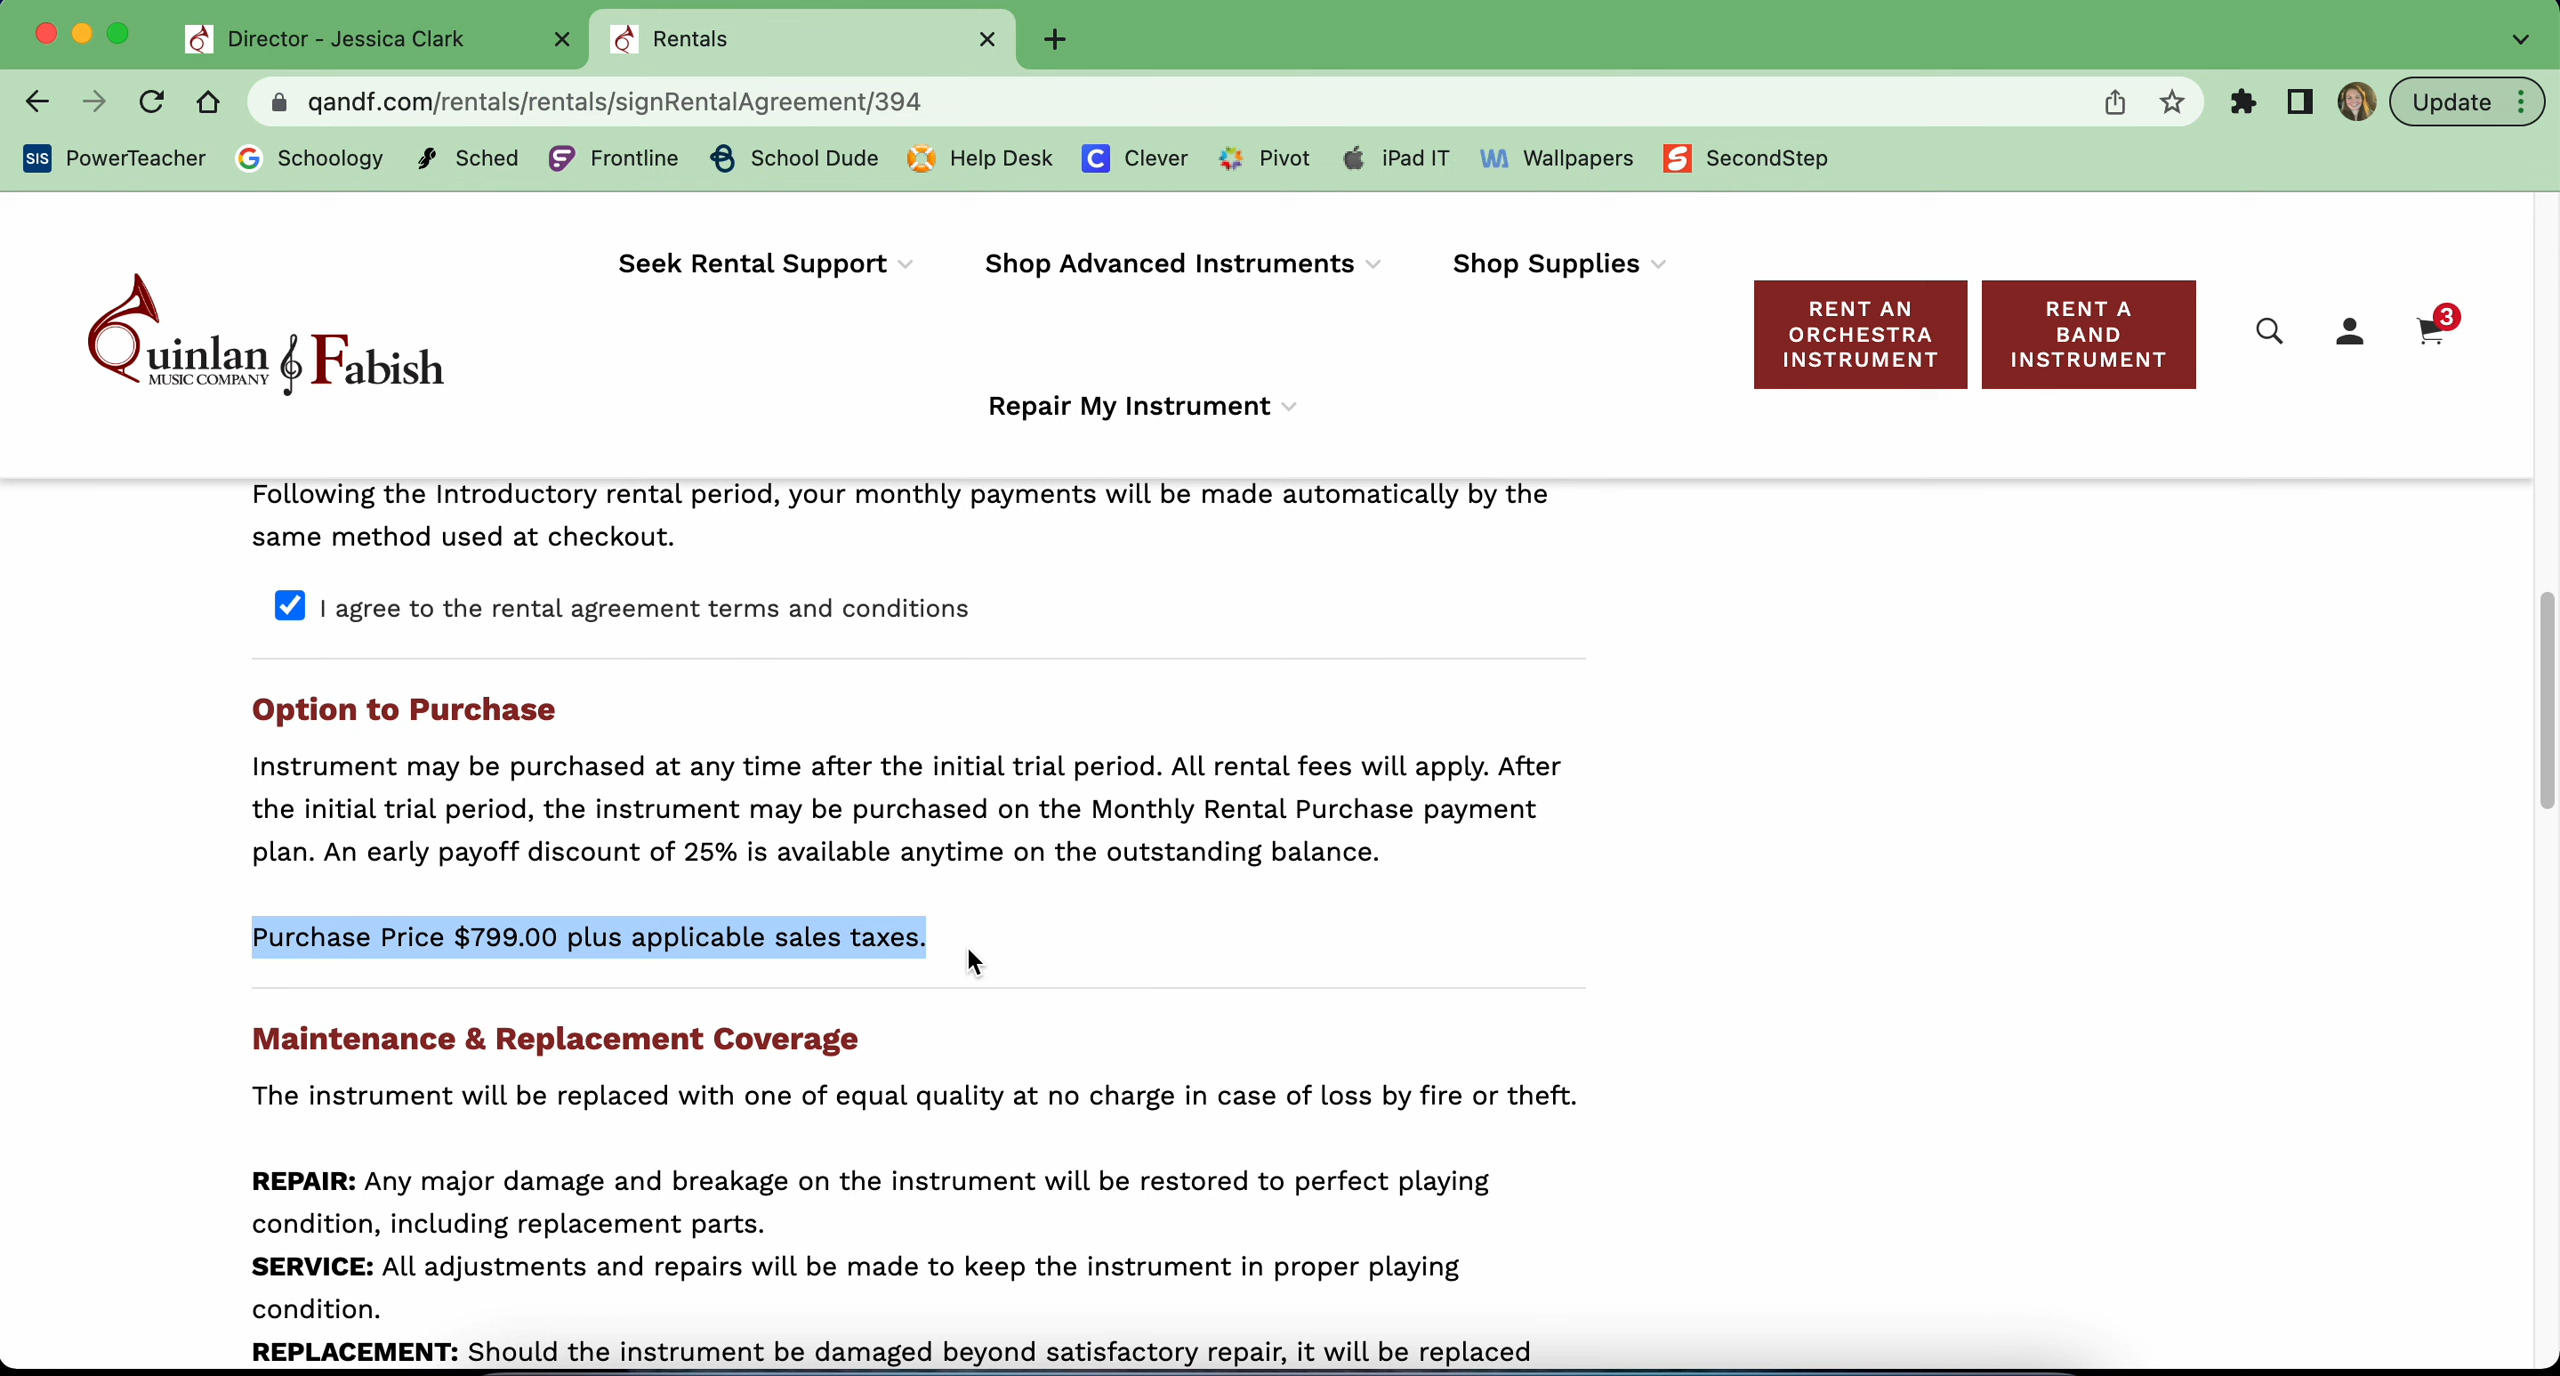 Director - Jessica Clark
Rentals
qandf.com/rentals/rentals/signRentalAgreement/394
Update
SIS PowerTeacher
Schoology
Sched
Frontline
School Dude
Help Desk
Clever
Pivot
iPad IT
Wallpapers
SecondStep
Quinlan & Fabish
MUSIC COMPANY
Seek Rental Support
Shop Advanced Instruments
Shop Supplies
Repair My Instrument
RENT AN
ORCHESTRA
INSTRUMENT
RENT A
BAND
INSTRUMENT
3
Following the Introductory rental period, your monthly payments will be made automatically by the
same method used at checkout.
I agree to the rental agreement terms and conditions
Option to Purchase
Instrument may be purchased at any time after the initial trial period. All rental fees will apply. After
the initial trial period, the instrument may be purchased on the Monthly Rental Purchase payment
plan. An early payoff discount of 25% is available anytime on the outstanding balance.
Purchase Price $799.00 plus applicable sales taxes.
Maintenance & Replacement Coverage
The instrument will be replaced with one of equal quality at no charge in case of loss by fire or theft.
REPAIR: Any major damage and breakage on the instrument will be restored to perfect playing
condition, including replacement parts.
SERVICE: All adjustments and repairs will be made to keep the instrument in proper playing
condition.
REPLACEMENT: Should the instrument be damaged beyond satisfactory repair, it will be replaced